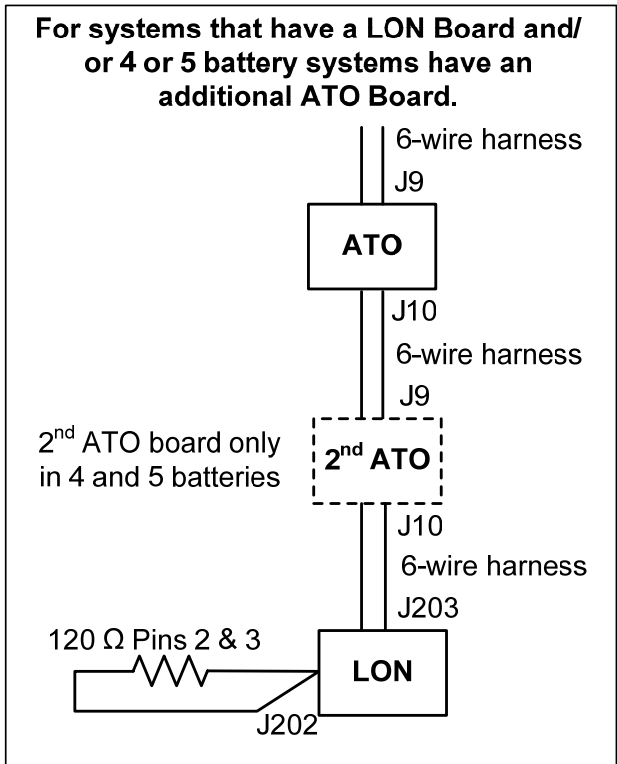 For systems that have a LON Board and/
or 4 or 5 battery systems have an
additional ATO Board.
6-wire harness
J9
ATO
J10
6-wire harness
J9
2nd ATO board only
in 4 and 5 batteries
2nd ATO
J10
6-wire harness
J203
120 Ω Pins 2 & 3
LON
J202